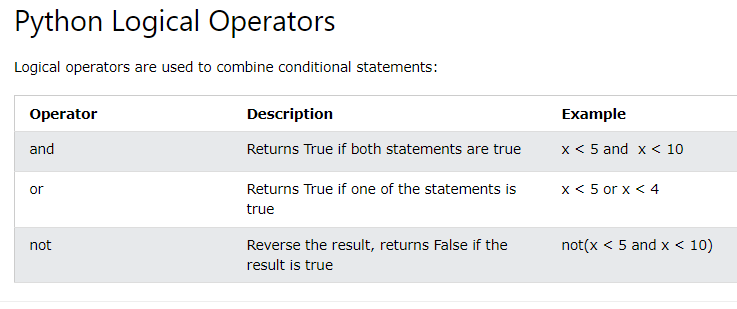 Python Logical Operators
Logical operators are used to combine conditional statements:
Operator Description Example
and Returns True if both statements are true x < 5 and  x < 10
or Returns True if one of the statements is x < 5 or x < 4
true
not Reverse the result, returns False if the not(x < 5 and x < 10)
result is true